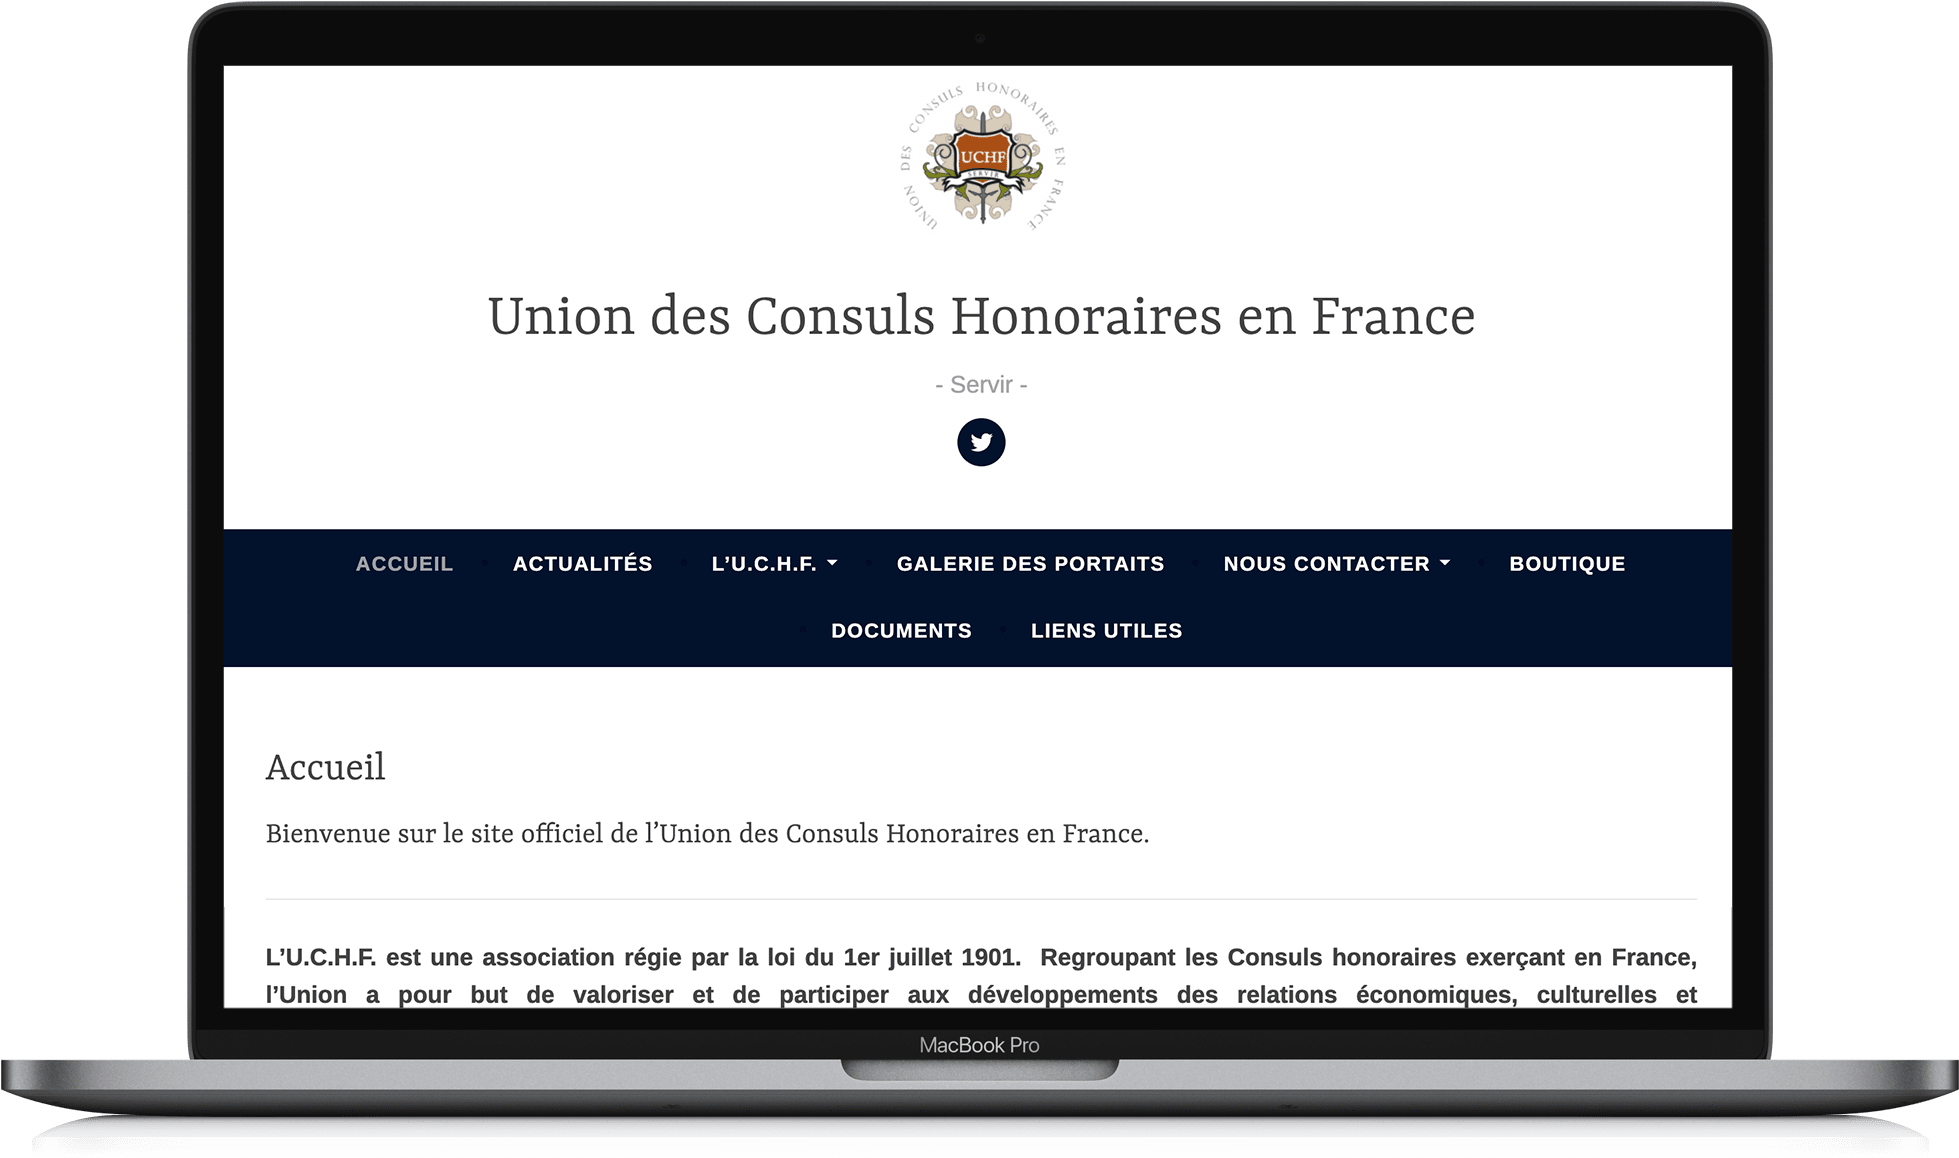 UNION DES CONSULS HONORAIRES EN FRANCE
UCHF
SERVIR
Union des Consuls Honoraires en France
- Servir -
ACCUEIL ACTUALITÉS L’U.C.H.F. GALERIE DES PORTAITS NOUS CONTACTER BOUTIQUE
DOCUMENTS LIENS UTILES
Accueil
Bienvenue sur le site officiel de l’Union des Consuls Honoraires en France.
L’U.C.H.F. est une association régie par la loi du 1er juillet 1901. Regroupant les Consuls honoraires exerçant en France,
l’Union a pour but de valoriser et de participer aux développements des relations économiques, culturelles et
MacBook Pro